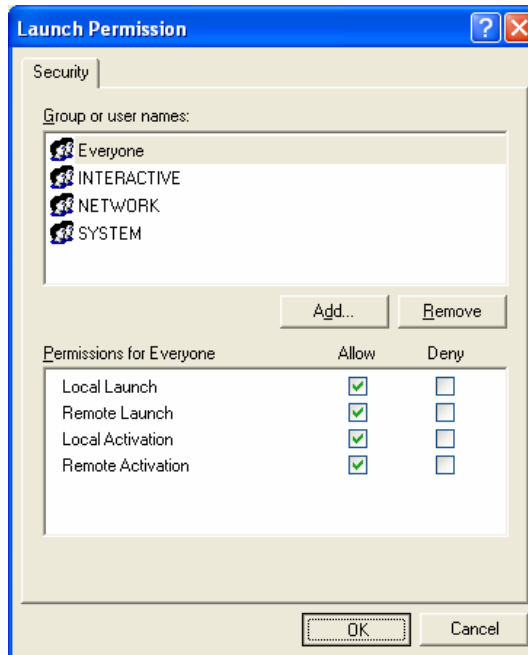 Launch Permission
Security
Group or user names:
Everyone
INTERACTIVE
NETWORK
SYSTEM
Add... Remove
Permissions for Everyone Allow Deny
Local Launch
Remote Launch
Local Activation
Remote Activation
OK Cancel